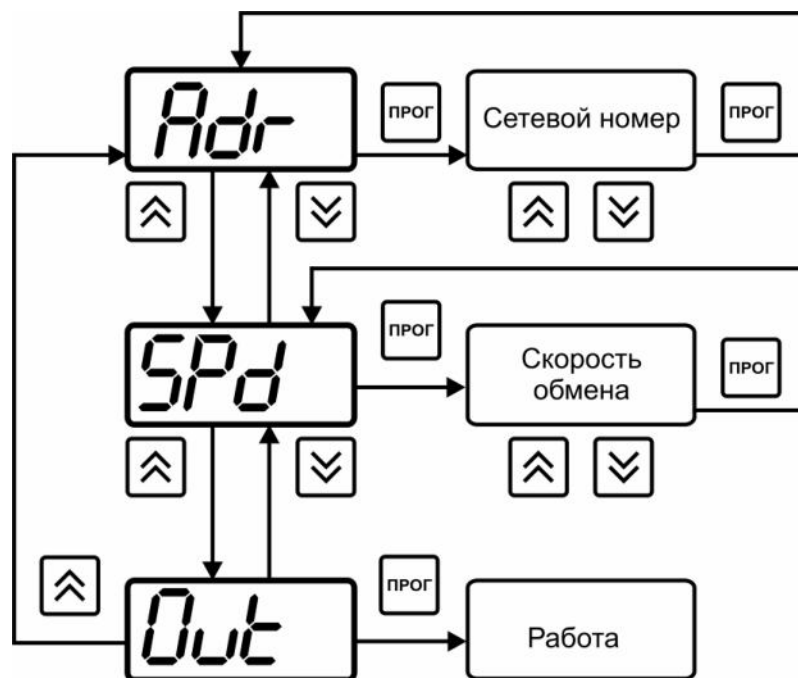 Adr
ПРОГ
Сетевой номер
ПРОГ
SPd
ПРОГ
Скорость
обмена
ПРОГ
Out
ПРОГ
Работа